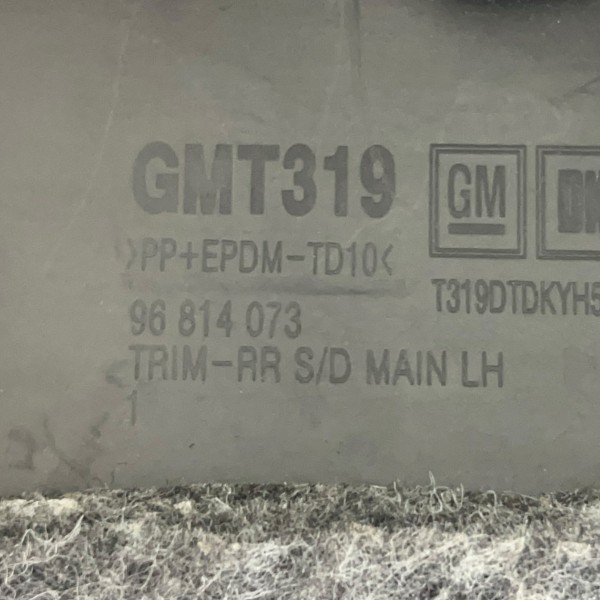 GMT319
GM
>PP+EPDM-TD10<
T319DTDKYH5
96 814 073
TRIM-RR S/D MAIN LH
1